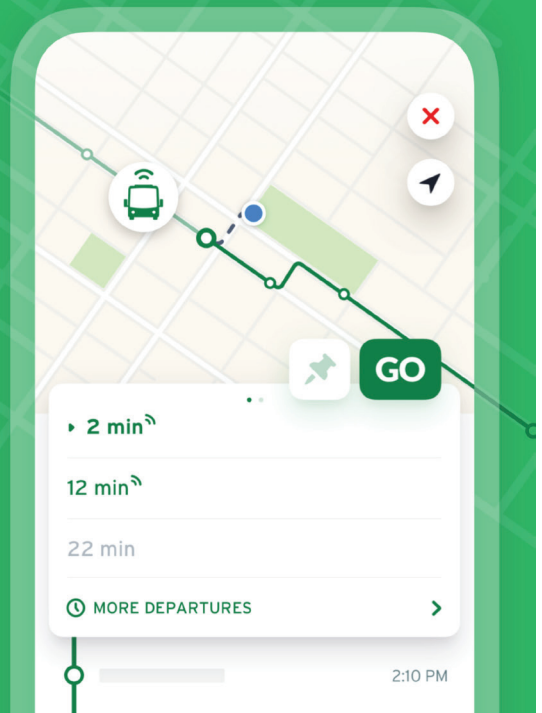 GO
2 min
12 min
22 min
MORE DEPARTURES
2:10 PM